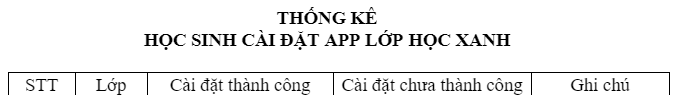 THỐNG KÊ
HỌC SINH CÀI ĐẶT APP LỚP HỌC XANH
STT Lớp Cài đặt thành công Cài đặt chưa thành công Ghi chú